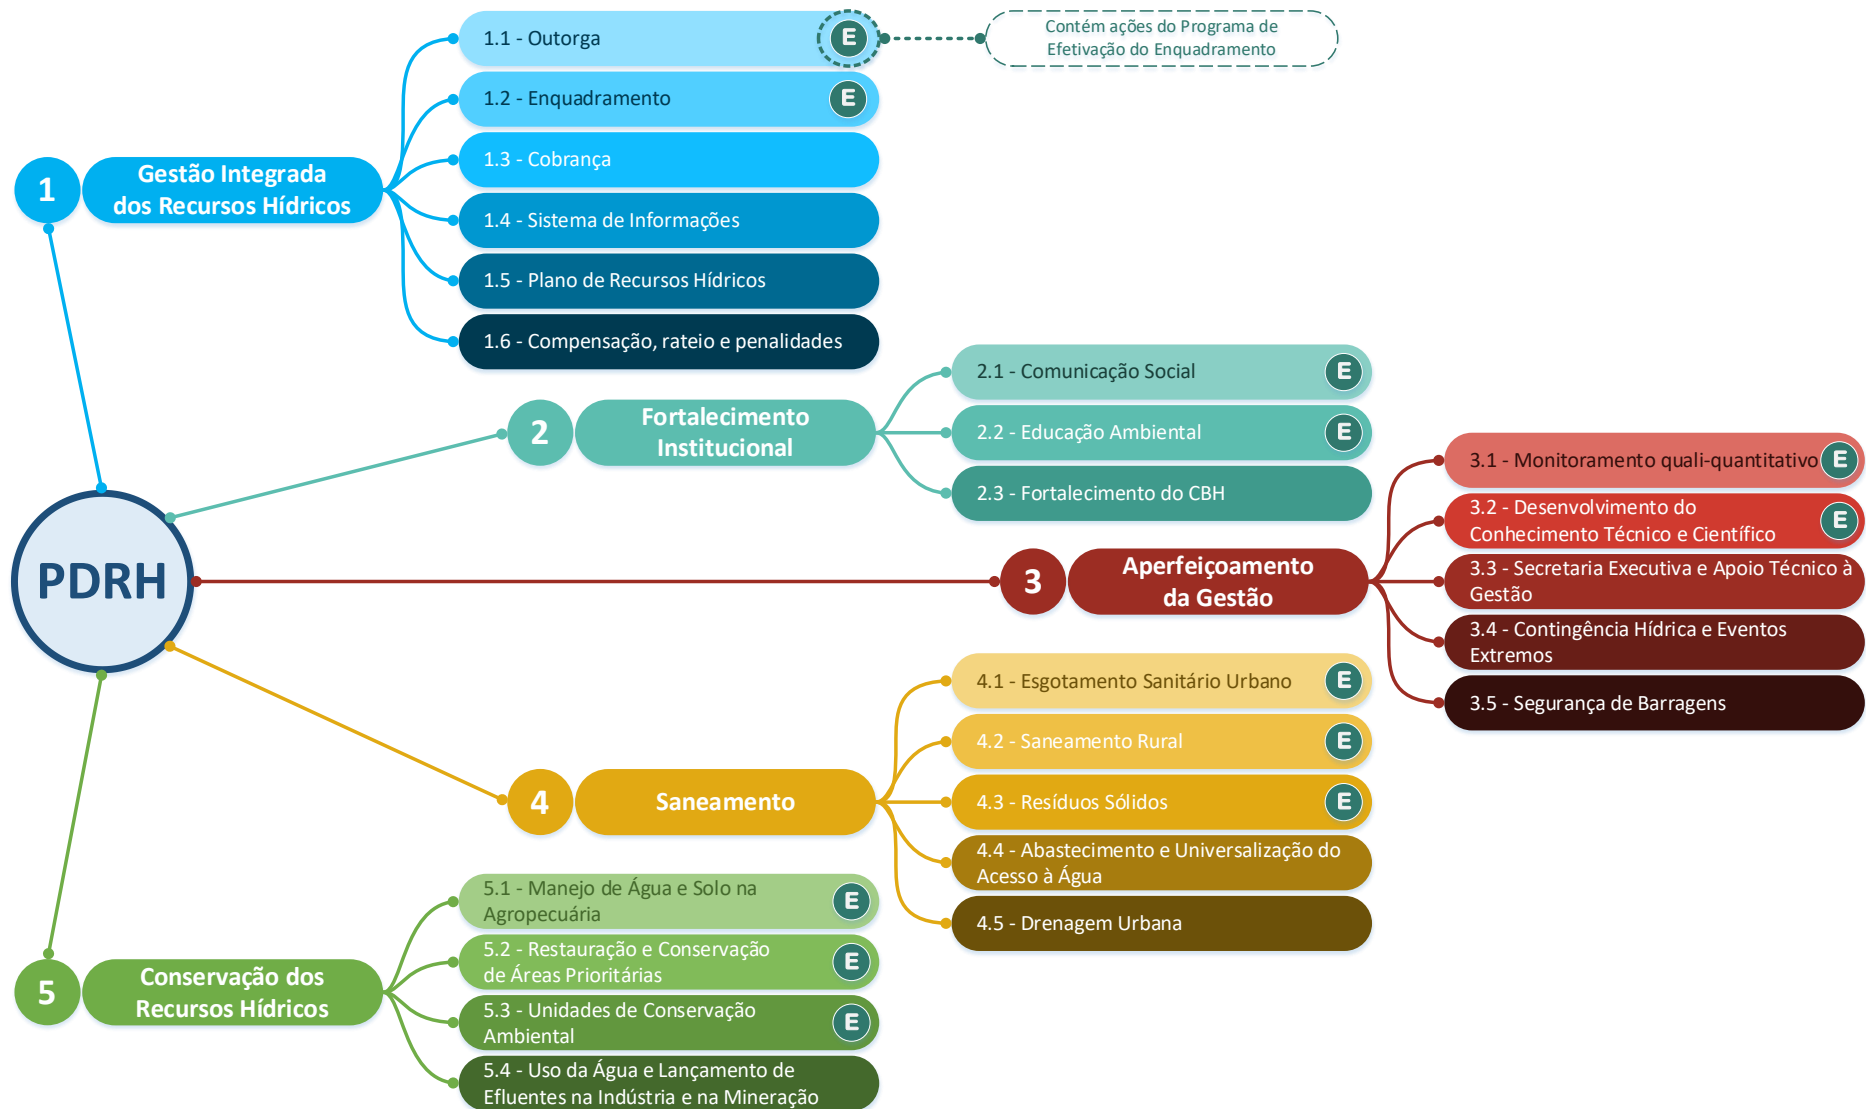 1.1 - Outorga
E
Contém ações do Programa de
Efetivação do Enquadramento
1.2 - Enquadramento
E
1.3 - Cobrança
1
Gestão Integrada
dos Recursos Hídricos
1.4 - Sistema de Informações
1.5 - Plano de Recursos Hídricos
1.6 - Compensação, rateio e penalidades
2.1 - Comunicação Social
E
2
Fortalecimento
Institucional
2.2 - Educação Ambiental
E
2.3 - Fortalecimento do CBH
3.1 - Monitoramento quali-quantitativo
E
3.2 - Desenvolvimento do
Conhecimento Técnico e Científico
E
PDRH
3
Aperfeiçoamento
da Gestão
3.3 - Secretaria Executiva e Apoio Técnico à
Gestão
3.4 - Contingência Hídrica e Eventos
Extremos
3.5 - Segurança de Barragens
4.1 - Esgotamento Sanitário Urbano
E
4.2 - Saneamento Rural
E
4
Saneamento
4.3 - Resíduos Sólidos
E
4.4 - Abastecimento e Universalização do
Acesso à Água
4.5 - Drenagem Urbana
5.1 - Manejo de Água e Solo na
Agropecuária
E
5.2 - Restauração e Conservação
de Áreas Prioritárias
E
5
Conservação dos
Recursos Hídricos
5.3 - Unidades de Conservação
Ambiental
E
5.4 - Uso da Água e Lançamento de
Efluentes na Indústria e na Mineração